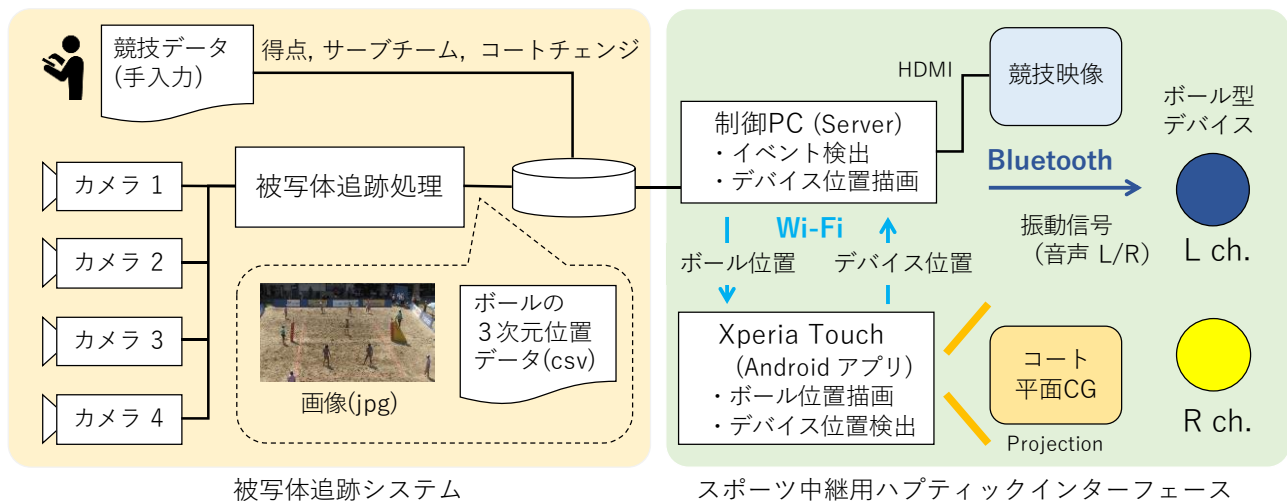 競技データ
(手入力)
得点, サーブチーム, コートチェンジ
カメラ 1
カメラ 2
カメラ 3
カメラ 4
被写体追跡処理
画像(jpg)
ボールの
３次元位置
データ(csv)
被写体追跡システム
制御PC (Server)
・イベント検出
・デバイス位置描画
HDMI
競技映像
ボール型
デバイス
Bluetooth
振動信号
(音声 L/R)
L ch.
Wi-Fi
ボール位置
デバイス位置
Xperia Touch
(Android アプリ)
・ボール位置描画
・デバイス位置検出
コート
平面CG
Projection
R ch.
スポーツ中継用ハプティックインターフェース